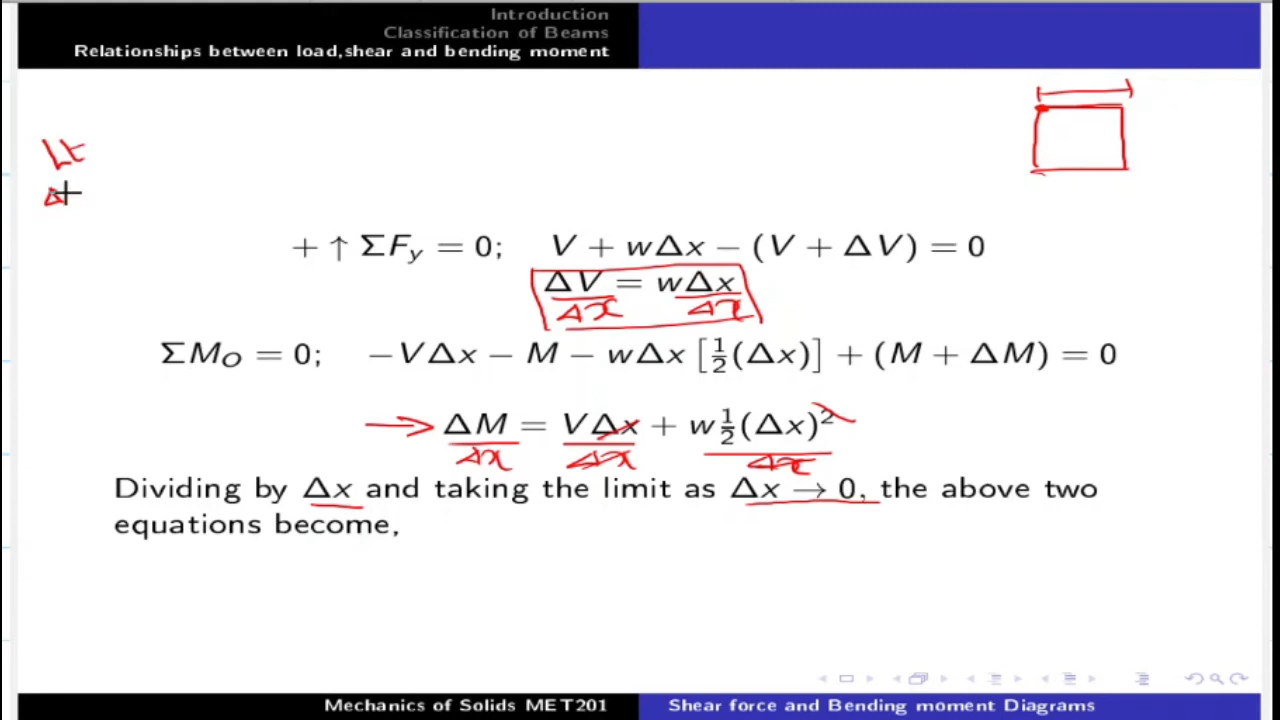 Introduction
Classification of Beams
Relationships between load,shear and bending moment
Lt
Δ
+ ↑ ΣF_y = 0; V + wΔx − (V + ΔV) = 0
ΔV = wΔx
Δx Δx
ΣM_O = 0; −VΔx − M − wΔx [½(Δx)] + (M + ΔM) = 0
→ ΔM = VΔx + w½(Δx)²
Δx Δx Δx
Dividing by Δx and taking the limit as Δx → 0, the above two
equations become,
Mechanics of Solids MET201 Shear force and Bending moment Diagrams